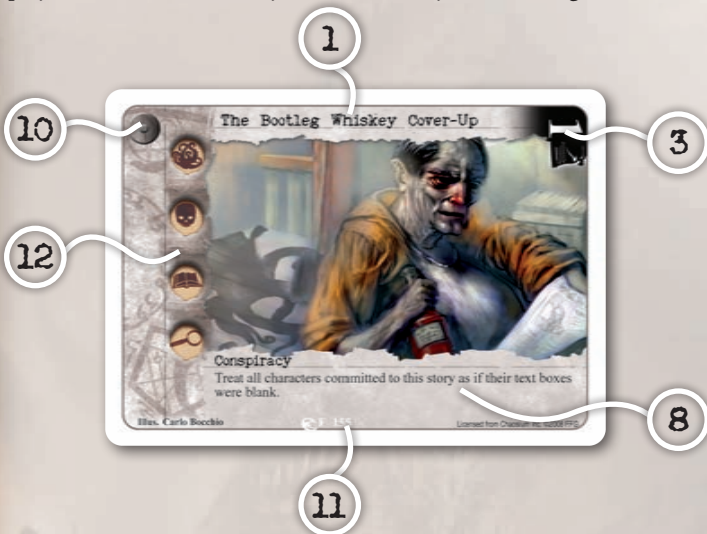 1
The Bootleg Whiskey Cover-Up
10
3
12
Conspiracy
Treat all characters committed to this story as if their text boxes
were blank.
8
Illus. Carlo Bocchio
Licensed from Chaosium Inc. ©2008 FFG
11